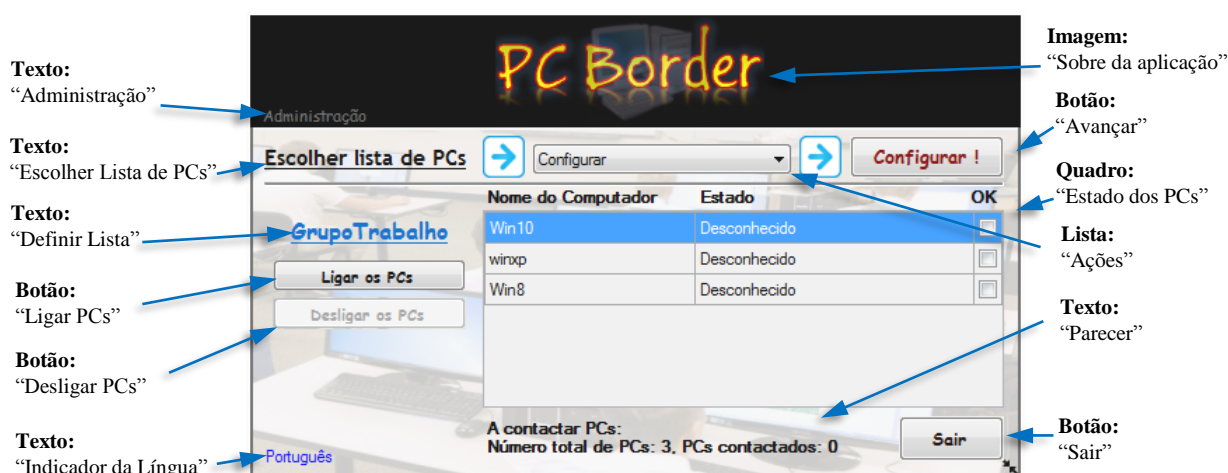 Texto:
“Administração”
Texto:
“Escolher Lista de PCs”
Texto:
“Definir Lista”
Botão:
“Ligar PCs”
Botão:
“Desligar PCs”
Texto:
“Indicador da Língua”
PC Border
Administração
Escolher lista de PCs
Configurar
Configurar !
GrupoTrabalho
Ligar os PCs
Desligar os PCs
Nome do Computador Estado OK
Win10 Desconhecido
winxp Desconhecido
Win8 Desconhecido
A contactar PCs:
Número total de PCs: 3, PCs contactados: 0
Sair
Português
Imagem:
“Sobre da aplicação”
Botão:
“Avançar”
Quadro:
“Estado dos PCs”
Lista:
“Ações”
Texto:
“Parecer”
Botão:
“Sair”